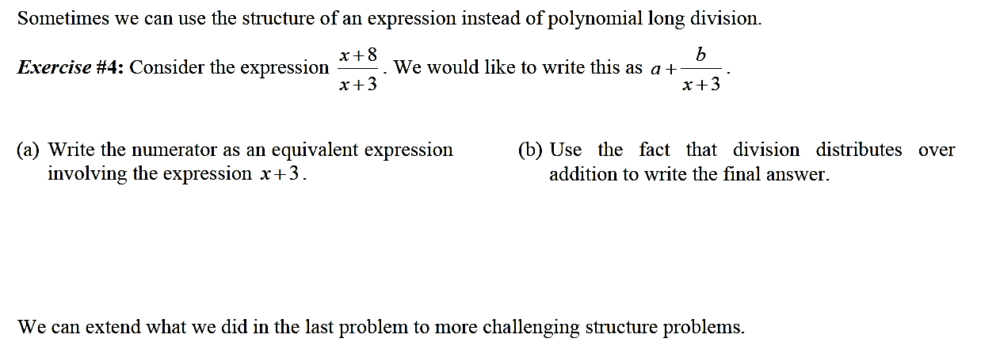 Sometimes we can use the structure of an expression instead of polynomial long division.
Exercise #4: Consider the expression (x+8)/(x+3). We would like to write this as a + b/(x+3).
(a) Write the numerator as an equivalent expression
involving the expression x+3.
(b) Use the fact that division distributes over
addition to write the final answer.
We can extend what we did in the last problem to more challenging structure problems.